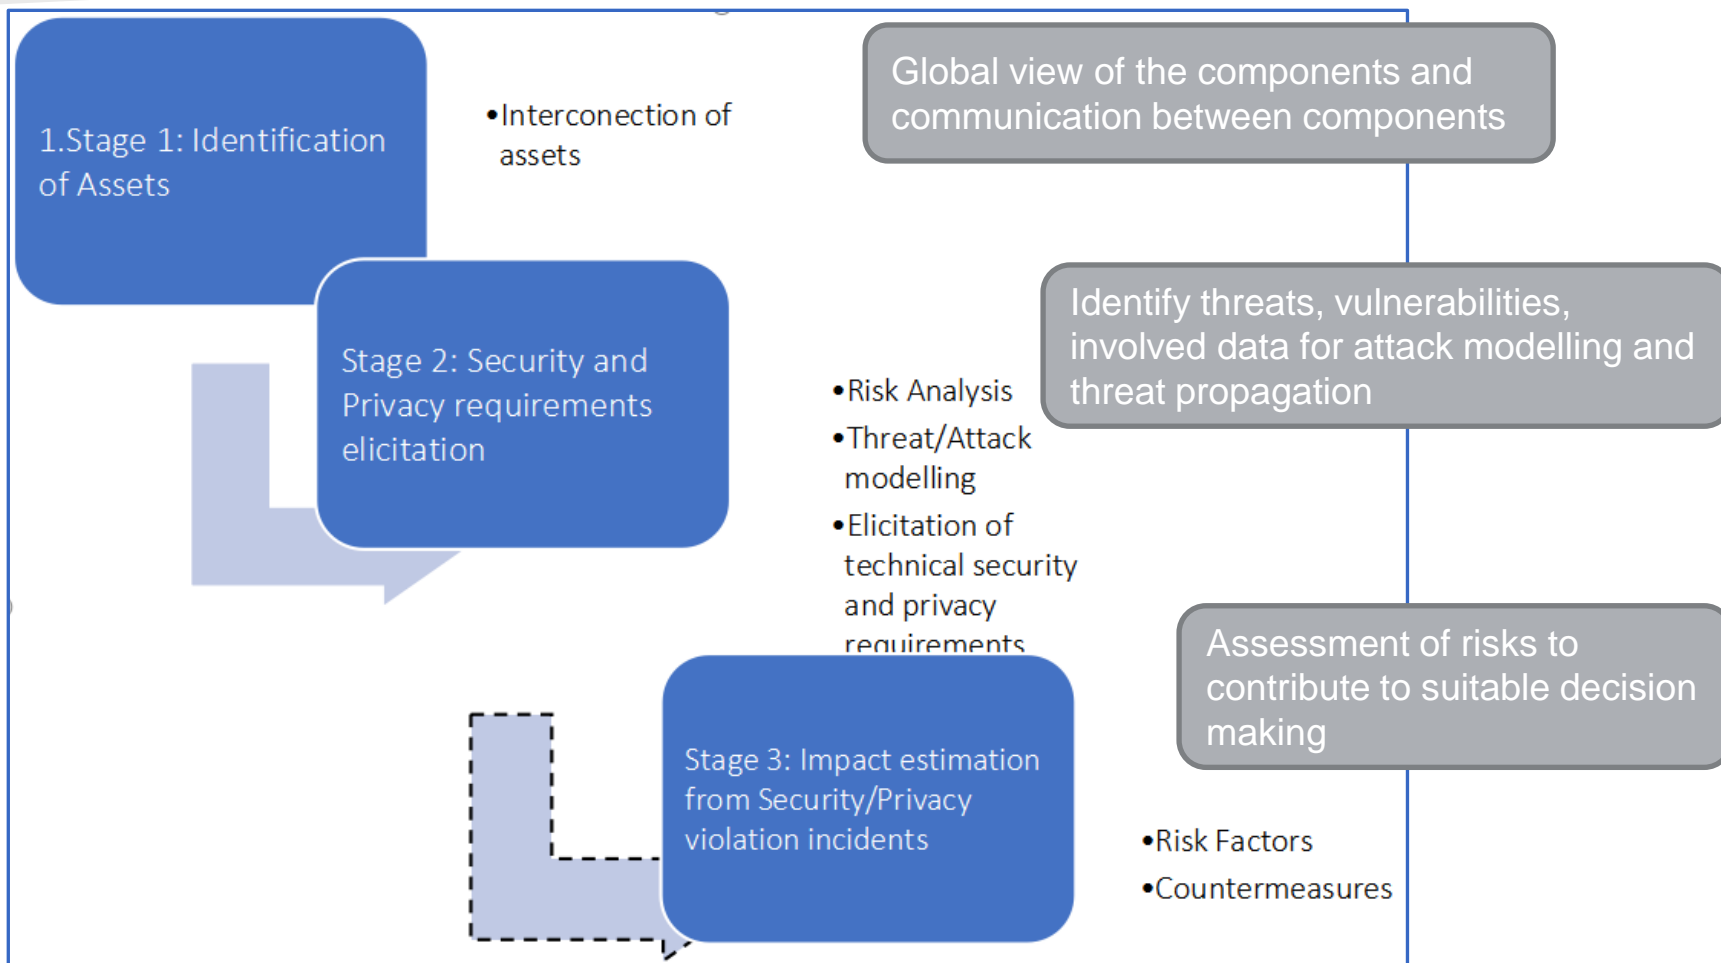 1.Stage 1: Identification
of Assets
•Interconection of
assets
Global view of the components and
communication between components
Stage 2: Security and
Privacy requirements
elicitation
•Risk Analysis
•Threat/Attack
modelling
•Elicitation of
technical security
and privacy
requirements
Identify threats, vulnerabilities,
involved data for attack modelling and
threat propagation
Stage 3: Impact estimation
from Security/Privacy
violation incidents
•Risk Factors
•Countermeasures
Assessment of risks to
contribute to suitable decision
making